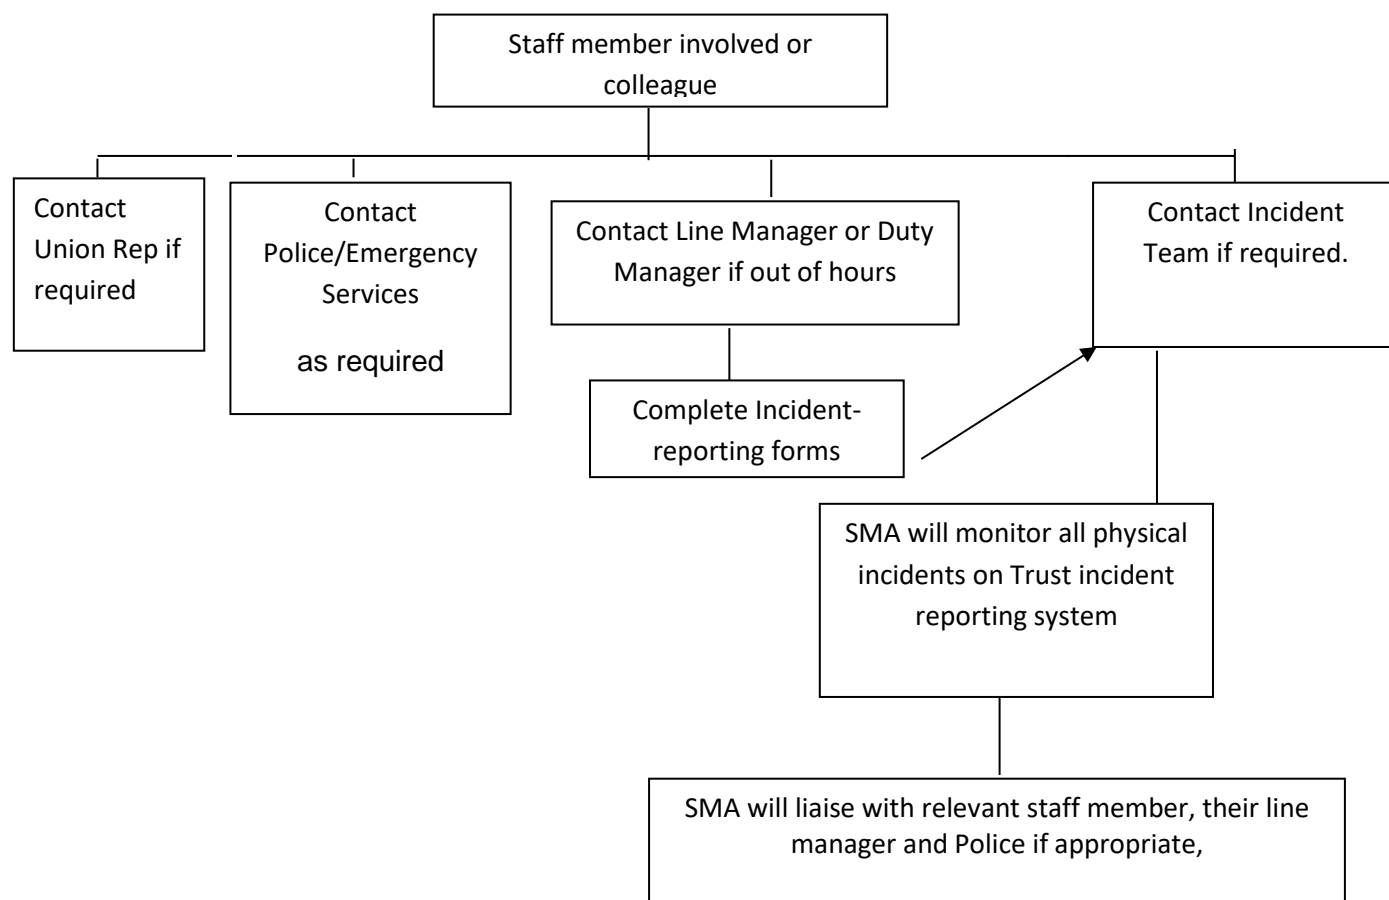 Staff member involved or
colleague
Contact
Union Rep if
required
Contact
Police/Emergency
Services
as required
Contact Line Manager or Duty
Manager if out of hours
Contact Incident
Team if required.
Complete Incident-
reporting forms
SMA will monitor all physical
incidents on Trust incident
reporting system
SMA will liaise with relevant staff member, their line
manager and Police if appropriate,